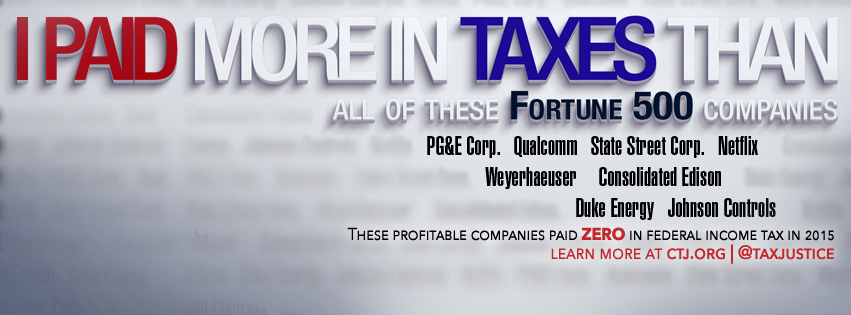 I PAID MORE IN TAXES THAN
ALL OF THESE FORTUNE 500 COMPANIES
PG&E Corp. Qualcomm State Street Corp. Netflix
Weyerhaeuser Consolidated Edison
Duke Energy Johnson Controls
THESE PROFITABLE COMPANIES PAID ZERO IN FEDERAL INCOME TAX IN 2015
LEARN MORE AT CTJ.ORG | @TAXJUSTICE